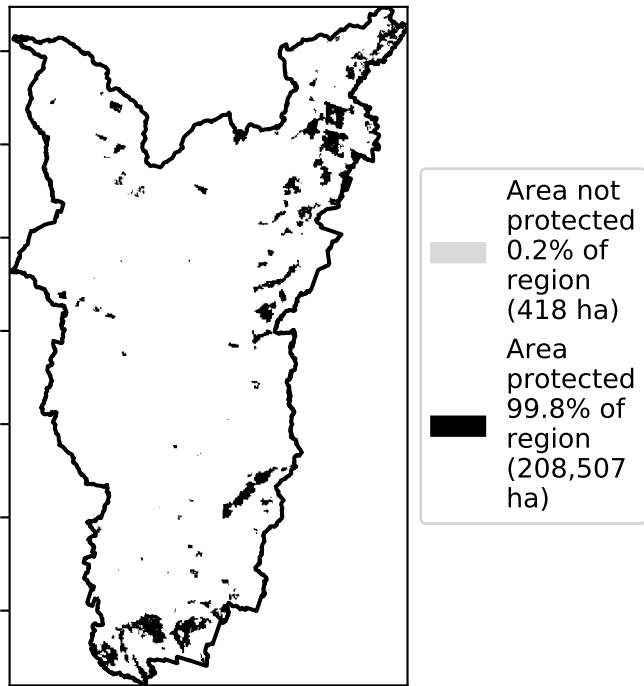 Area not
protected
0.2% of
region
(418 ha)
Area
protected
99.8% of
region
(208,507
ha)